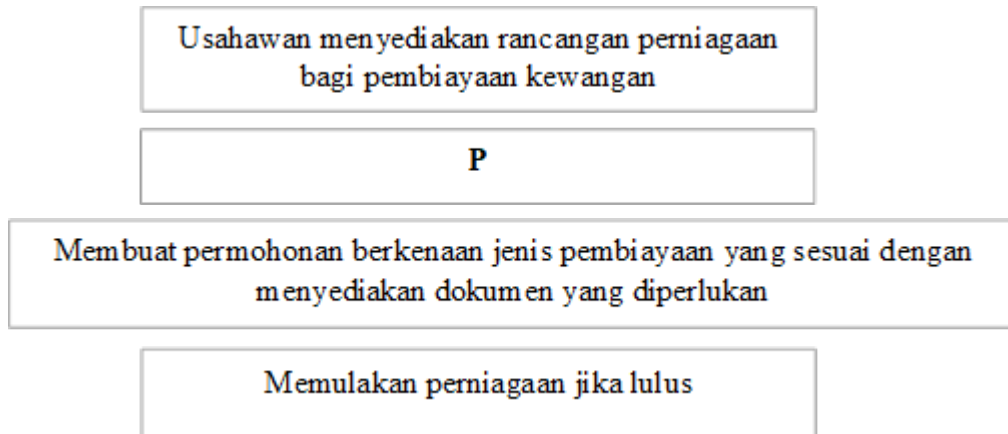 Usahawan menyediakan rancangan perniagaan
bagi pembiayaan kewangan
P
Membuat permohonan berkenaan jenis pembiayaan yang sesuai dengan
menyediakan dokumen yang diperlukan
Memulakan perniagaan jika lulus